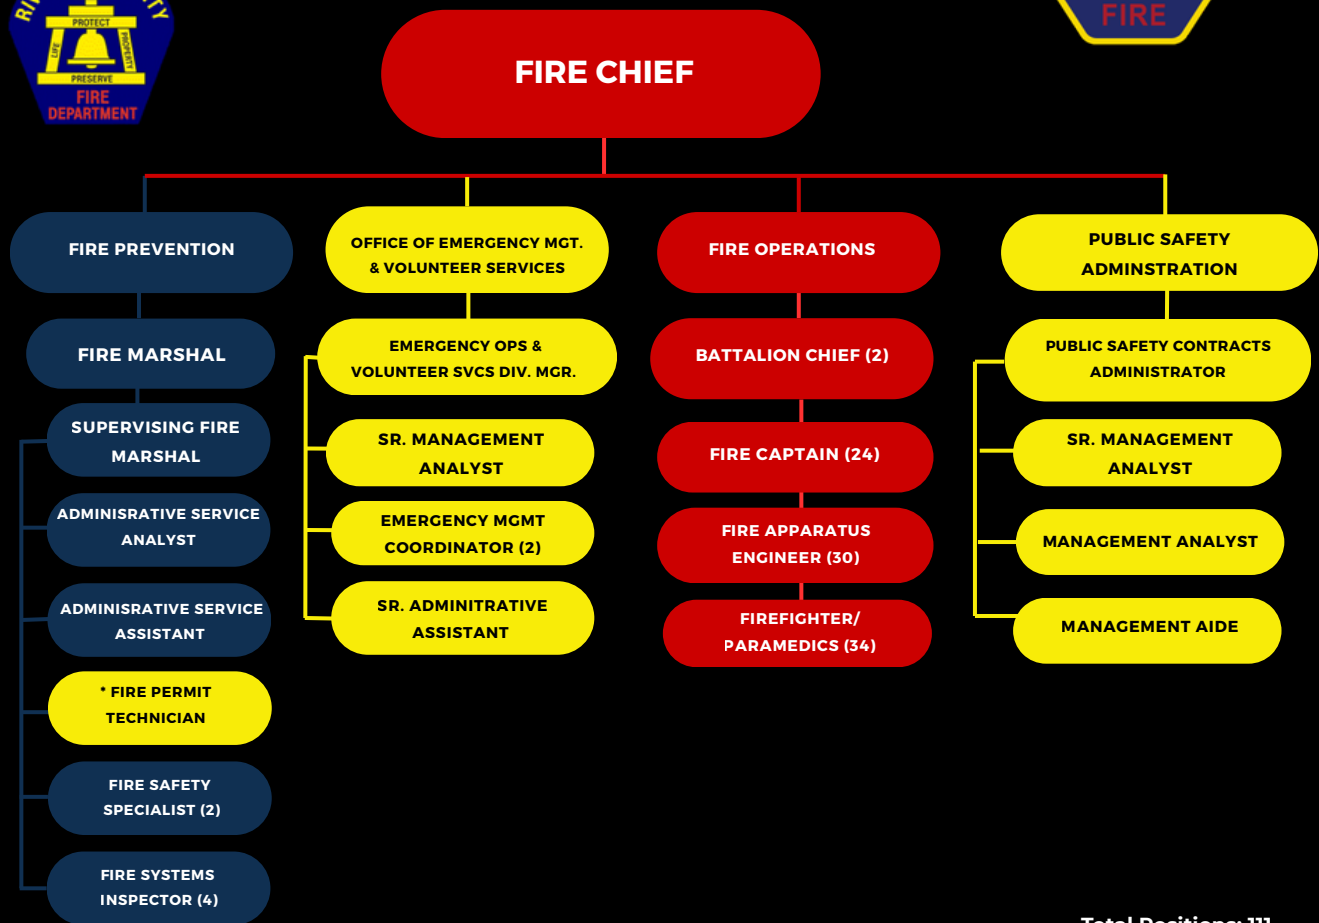 PROTECT
LIFE
PROPERTY
PRESERVE
FIRE
DEPARTMENT
FIRE
FIRE CHIEF
FIRE PREVENTION
FIRE MARSHAL
SUPERVISING FIRE
MARSHAL
ADMINISRATIVE SERVICE
ANALYST
ADMINISRATIVE SERVICE
ASSISTANT
* FIRE PERMIT
TECHNICIAN
FIRE SAFETY
SPECIALIST (2)
FIRE SYSTEMS
INSPECTOR (4)
OFFICE OF EMERGENCY MGT.
& VOLUNTEER SERVICES
EMERGENCY OPS &
VOLUNTEER SVCS DIV. MGR.
SR. MANAGEMENT
ANALYST
EMERGENCY MGMT
COORDINATOR (2)
SR. ADMINITRATIVE
ASSISTANT
FIRE OPERATIONS
BATTALION CHIEF (2)
FIRE CAPTAIN (24)
FIRE APPARATUS
ENGINEER (30)
FIREFIGHTER/
PARAMEDICS (34)
PUBLIC SAFETY
ADMINSTRATION
PUBLIC SAFETY CONTRACTS
ADMINISTRATOR
SR. MANAGEMENT
ANALYST
MANAGEMENT ANALYST
MANAGEMENT AIDE
Total Positions: 111